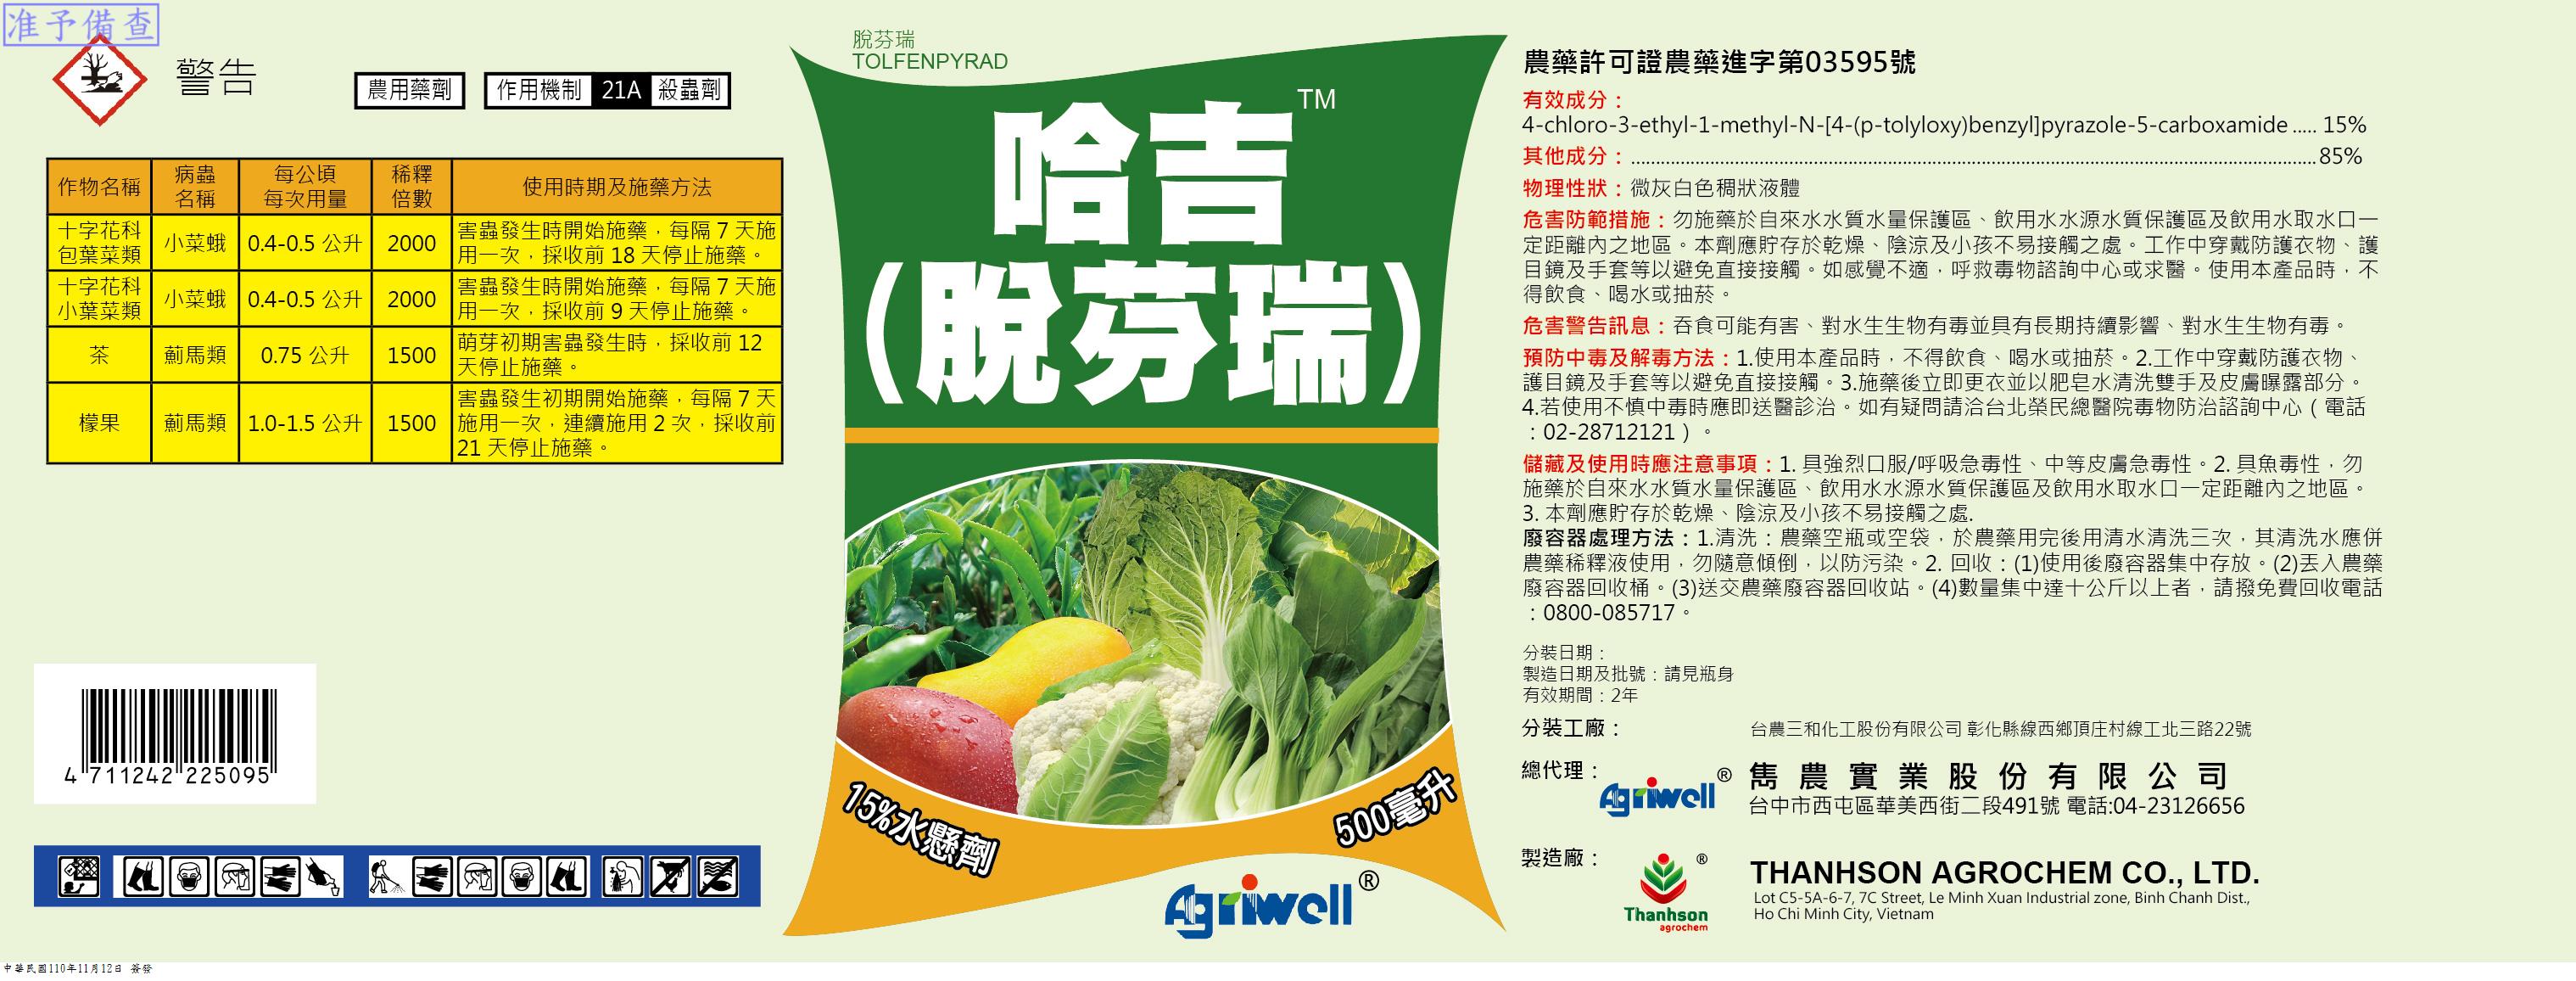 准予備查
警告
農用藥劑
作用機制 21A 殺蟲劑
作物名稱 病蟲名稱 每公頃每次用量 稀釋倍數 使用時期及施藥方法
十字花科包葉菜類 小菜蛾 0.4-0.5 公升 2000 害蟲發生時開始施藥，每隔 7 天施
用一次，採收前 18 天停止施藥。
十字花科小葉菜類 小菜蛾 0.4-0.5 公升 2000 害蟲發生時開始施藥，每隔 7 天施
用一次，採收前 9 天停止施藥。
茶 薊馬類 0.75 公升 1500 萌芽初期害蟲發生時，採收前 12
天停止施藥。
檬果 薊馬類 1.0-1.5 公升 1500 害蟲發生初期開始施藥，每隔 7 天
施用一次，連續施用 2 次，採收前
21 天停止施藥。
4 711242 225095
脫芬瑞
TOLFENPYRAD
哈吉™
(脫芬瑞)
15%水懸劑
500毫升
Agriwell®
農藥許可證農藥進字第03595號
有效成分：
4-chloro-3-ethyl-1-methyl-N-[4-(p-tolyloxy)benzyl]pyrazole-5-carboxamide ..... 15%
其他成分：..........85%
物理性狀：微灰白色稠狀液體
危害防範措施：勿施藥於自來水水質水量保護區、飲用水水源水質保護區及飲用水取水口一
定距離內之地區。本劑應貯存於乾燥、陰涼及小孩不易接觸之處。工作中穿戴防護衣物、護
目鏡及手套等以避免直接接觸。如感覺不適，呼救毒物諮詢中心或求醫。使用本產品時，不
得飲食、喝水或抽菸。
危害警告訊息：吞食可能有害、對水生生物有毒並具有長期持續影響、對水生生物有毒。
預防中毒及解毒方法：1.使用本產品時，不得飲食、喝水或抽菸。2.工作中穿戴防護衣物、
護目鏡及手套等以避免直接接觸。3.施藥後立即更衣並以肥皂水清洗雙手及皮膚曝露部分。
4.若使用不慎中毒時應即送醫診治。如有疑問請洽台北榮民總醫院毒物防治諮詢中心（電話
：02-28712121）。
儲藏及使用時應注意事項：1. 具強烈口服/呼吸急毒性、中等皮膚急毒性。2. 具魚毒性，勿
施藥於自來水水質水量保護區、飲用水水源水質保護區及飲用水取水口一定距離內之地區。
3. 本劑應貯存於乾燥、陰涼及小孩不易接觸之處.
廢容器處理方法：1.清洗：農藥空瓶或空袋，於農藥用完後用清水清洗三次，其清洗水應併
農藥稀釋液使用，勿隨意傾倒，以防污染。2. 回收：(1)使用後廢容器集中存放。(2)丟入農藥
廢容器回收桶。(3)送交農藥廢容器回收站。(4)數量集中達十公斤以上者，請撥免費回收電話
：0800-085717。
分裝日期：
製造日期及批號：請見瓶身
有效期間：2年
分裝工廠： 台農三和化工股份有限公司 彰化縣線西鄉頂庄村線工北三路22號
總代理： Agriwell® 雋農實業股份有限公司
台中市西屯區華美西街二段491號 電話:04-23126656
製造廠： Thanhson agrochem ® THANHSON AGROCHEM CO., LTD.
Lot C5-5A-6-7, 7C Street, Le Minh Xuan Industrial zone, Binh Chanh Dist.,
Ho Chi Minh City, Vietnam
中華民國110年11月12日 簽發